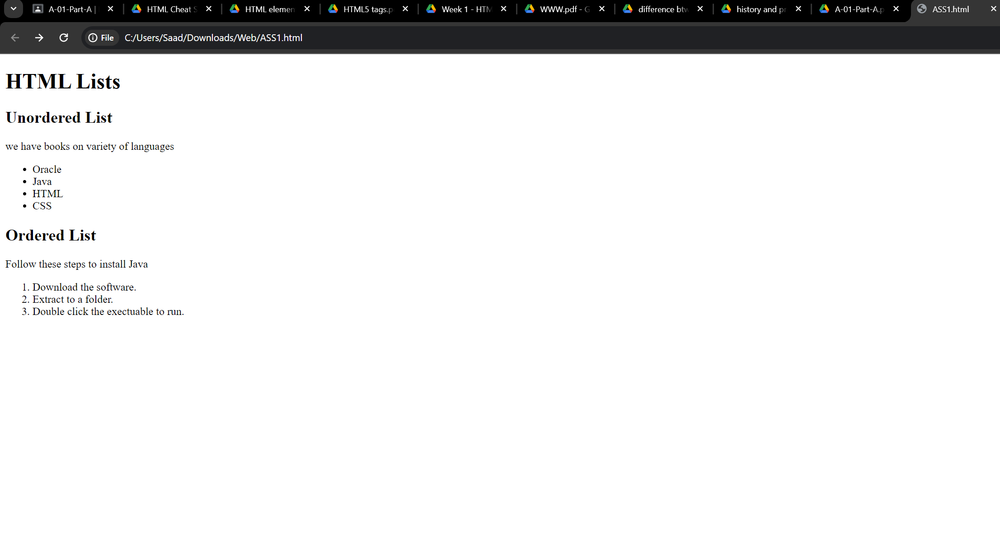 A-01-Part-A |
HTML Cheat S
HTML elemen
HTML5 tags.p
Week 1 - HTM
WWW.pdf - G
difference btw
history and pr
A-01-Part-A.p
ASS1.html
File C:/Users/Saad/Downloads/Web/ASS1.html
HTML Lists
Unordered List
we have books on variety of languages
• Oracle
• Java
• HTML
• CSS
Ordered List
Follow these steps to install Java
1. Download the software.
2. Extract to a folder.
3. Double click the exectuable to run.